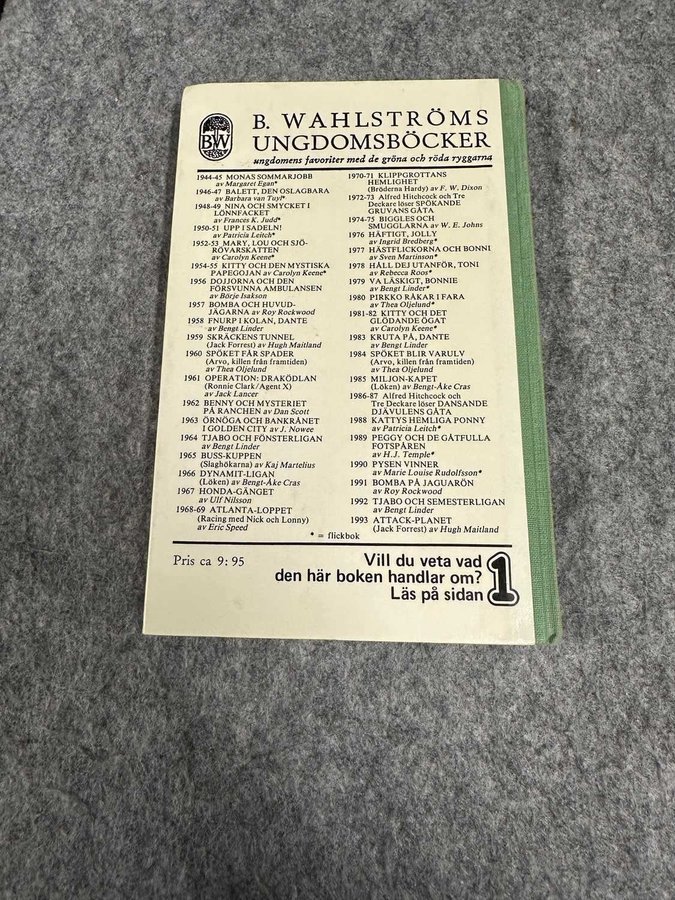 BW
B. WAHLSTRÖMS
UNGDOMSBÖCKER
ungdomens favoriter med de gröna och röda ryggarna
1944-45 MONAS SOMMARJOBB
av Margaret Egan*
1946-47 BALETT, DEN OSLAGBARA
av Barbara van Tuyl*
1948-49 NINA OCH SMYCKET I
LÖNNFACKET
av Frances K. Judd*
1950-51 UPP I SADELN!
av Patricia Leitch*
1952-53 MARY, LOU OCH SJÖ-
RÖVARSKATTEN
av Carolyn Keene*
1954-55 KITTY OCH DEN MYSTISKA
PAPEGOJAN av Carolyn Keene*
1956 DOJJORNA OCH DEN
FÖRSVUNNA AMBULANSEN
av Börje Isakson
1957 BOMBA OCH HUVUD-
JÄGARNA av Roy Rockwood
1958 FNURP I KOLAN, DANTE
av Bengt Linder
1959 SKRÄCKENS TUNNEL
(Jack Forrest) av Hugh Maitland
1960 SPÖKET FÅR SPADER
(Arvo, killen från framtiden)
av Thea Oljelund
1961 OPERATION: DRAKÖDLAN
(Ronnie Clark/Agent X)
av Jack Lancer
1962 BENNY OCH MYSTERIET
PÅ RANCHEN av Dan Scott
1963 ÖRNÖGA OCH BANKRÅNET
I GOLDEN CITY av J. Nowee
1964 TJABO OCH FÖNSTERLIGAN
av Bengt Linder
1965 BUSS-KUPPEN
(Slaghökarna) av Kaj Martelius
1966 DYNAMIT-LIGAN
(Löken) av Bengt-Åke Cras
1967 HONDA-GÄNGET
av Ulf Nilsson
1968-69 ATLANTA-LOPPET
(Racing med Nick och Lonny)
av Eric Speed
1970-71 KLIPPGROTTANS
HEMLIGHET
(Bröderna Hardy) av F. W. Dixon
1972-73 Alfred Hitchcock och Tre
Deckare löser SPÖKANDE
GRUVANS GÅTA
1974-75 BIGGLES OCH
SMUGGLARNA av W. E. Johns
1976 HÄFTIGT, JOLLY
av Ingrid Bredberg*
1977 HÄSTFLICKORNA OCH BONNI
av Sven Martinson*
1978 HÅLL DEJ UTANFÖR, TONI
av Rebecca Roos*
1979 VA LÄSKIGT, BONNIE
av Bengt Linder*
1980 PIRKKO RÅKAR I FARA
av Thea Oljelund*
1981-82 KITTY OCH DET
GLÖDANDE ÖGAT
av Carolyn Keene*
1983 KRUTA PÅ, DANTE
av Bengt Linder
1984 SPÖKET BLIR VARULV
(Arvo, killen från framtiden)
av Thea Oljelund
1985 MILJON-KAPET
(Löken) av Bengt-Åke Cras
1986-87 Alfred Hitchcock och
Tre Deckare löser DANSANDE
DJÄVULENS GÅTA
1988 KATTYS HEMLIGA PONNY
av Patricia Leitch*
1989 PEGGY OCH DE GÅTFULLA
FOTSPÅREN
av H.J. Temple*
1990 PYSEN VINNER
av Marie Louise Rudolfsson*
1991 BOMBA PÅ JAGUARÖN
av Roy Rockwood
1992 TJABO OCH SEMESTERLIGAN
av Bengt Linder
1993 ATTACK-PLANET
(Jack Forrest) av Hugh Maitland
* = flickbok
Pris ca 9:95
Vill du veta vad
den här boken handlar om?
Läs på sidan 1